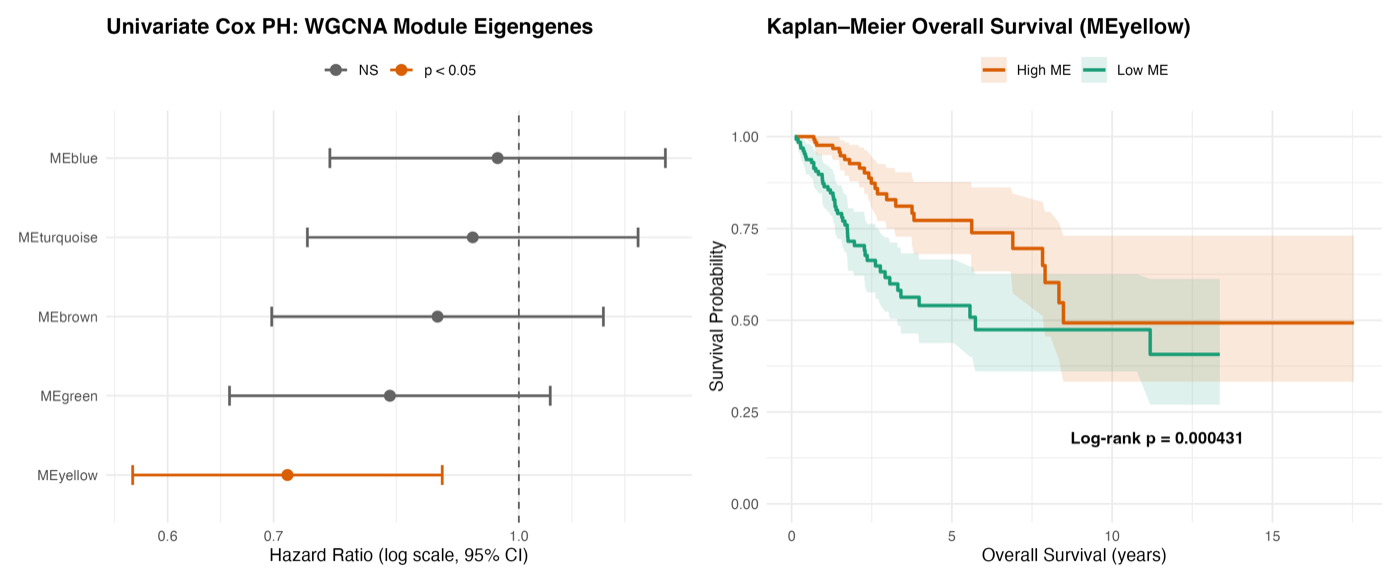 Univariate Cox PH: WGCNA Module Eigengenes
NS
p < 0.05
MEblue
MEturquoise
MEbrown
MEgreen
MEyellow
0.6
0.7
1.0
Hazard Ratio (log scale, 95% CI)
Kaplan–Meier Overall Survival (MEyellow)
High ME
Low ME
Survival Probability
1.00
0.75
0.50
0.25
0.00
Log-rank p = 0.000431
0
5
10
15
Overall Survival (years)